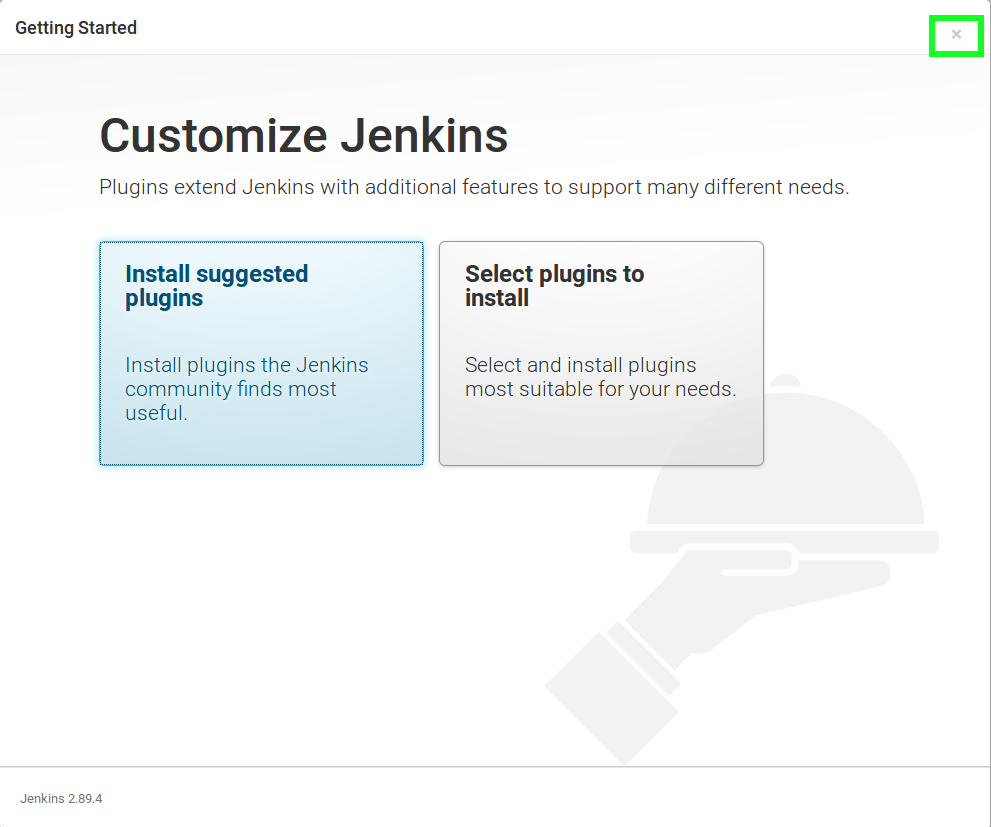 Getting Started
×
Customize Jenkins
Plugins extend Jenkins with additional features to support many different needs.
Install suggested
plugins
Install plugins the Jenkins
community finds most
useful.
Select plugins to
install
Select and install plugins
most suitable for your needs.
Jenkins 2.89.4